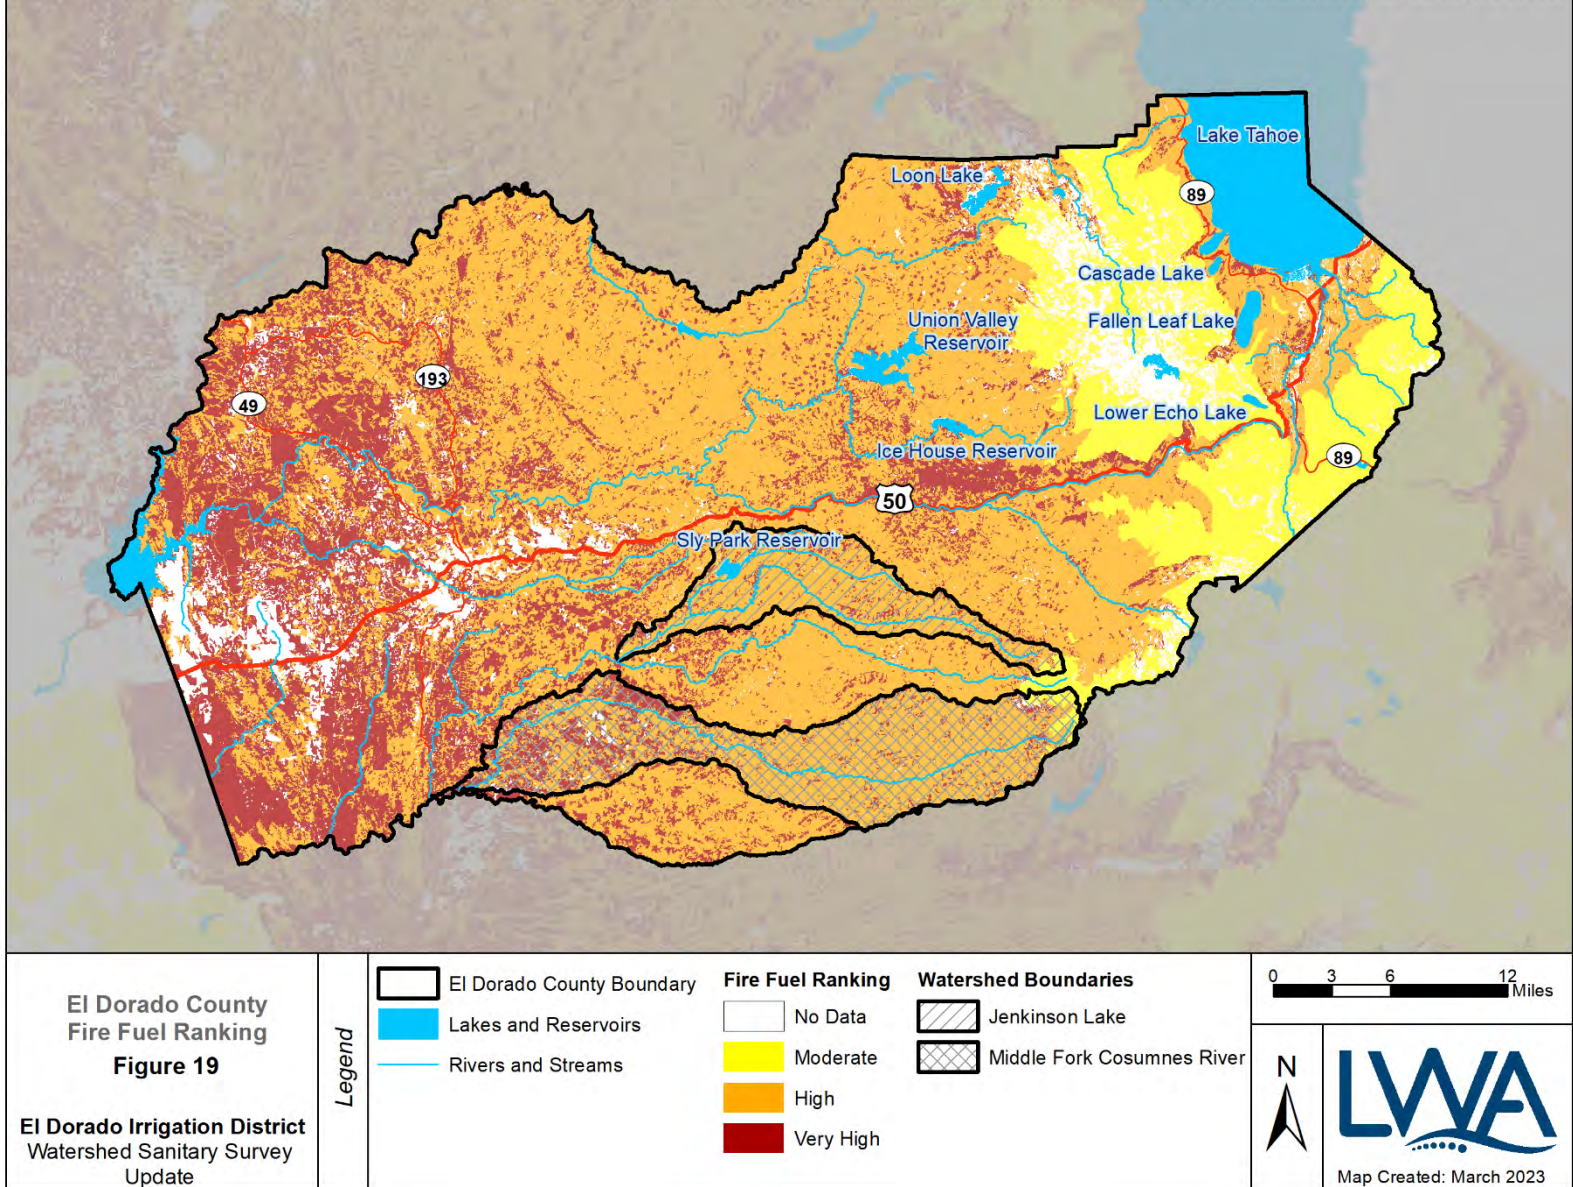 Lake Tahoe
Loon Lake
89
Cascade Lake
Union Valley
Reservoir
Fallen Leaf Lake
193
49
Lower Echo Lake
Ice House Reservoir
89
50
Sly Park Reservoir
El Dorado County
Fire Fuel Ranking
Figure 19
El Dorado Irrigation District
Watershed Sanitary Survey
Update
Legend
El Dorado County Boundary
Lakes and Reservoirs
Rivers and Streams
Fire Fuel Ranking
No Data
Moderate
High
Very High
Watershed Boundaries
Jenkinson Lake
Middle Fork Cosumnes River
0 3 6 12
Miles
N
LWA
Map Created: March 2023